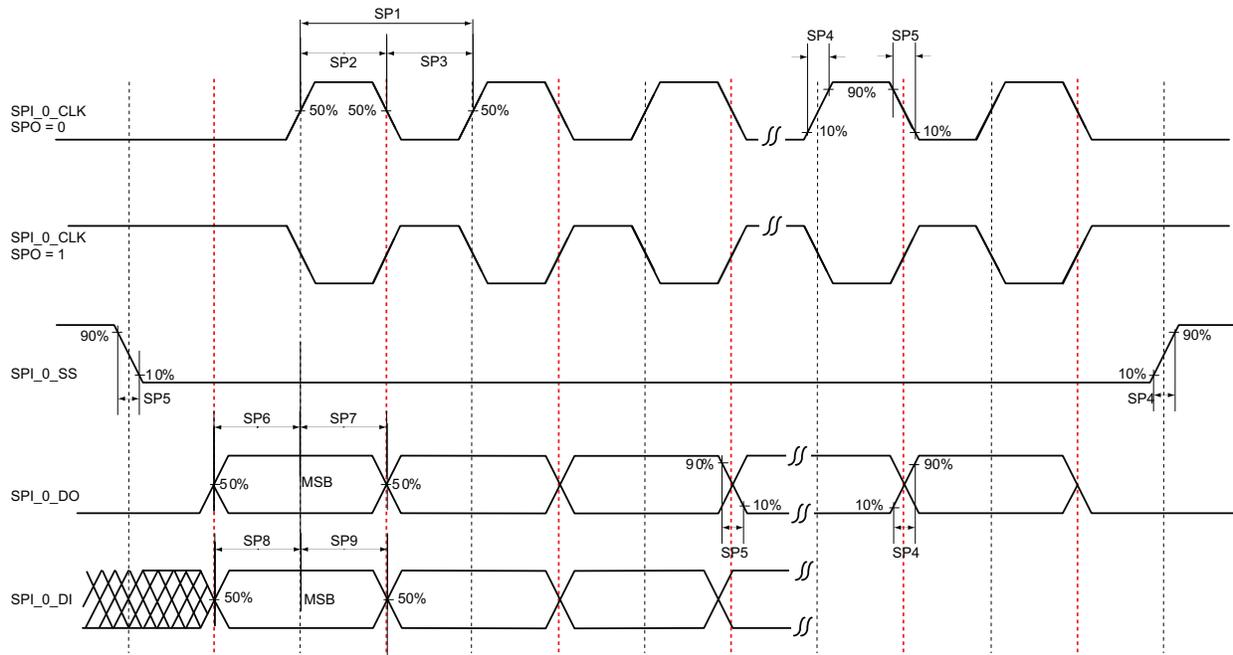 SP1
SP2 SP3
SP4 SP5
SPI_0_CLK
SPO = 0
50% 50% 50%
90%
10% 10%
SPI_0_CLK
SPO = 1
90% 90%
SPI_0_SS
10% 10%
SP5 SP4
SP6 SP7
90% 90%
SPI_0_DO
50% MSB 50%
10% 10%
SP5 SP4
SP8 SP9
SPI_0_DI
50% MSB 50%